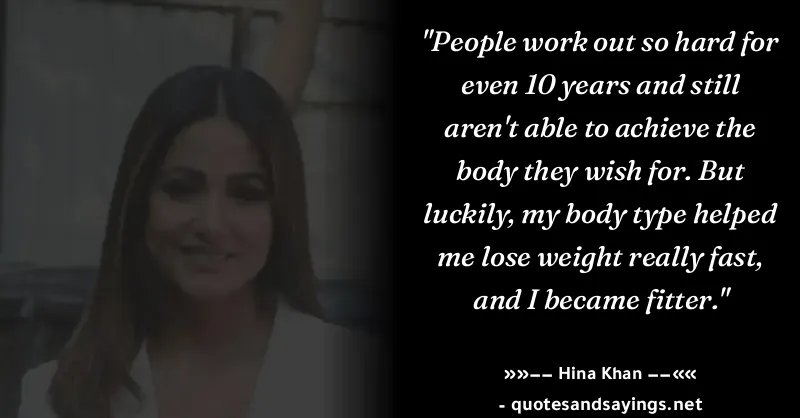 "People work out so hard for
even 10 years and still
aren't able to achieve the
body they wish for. But
luckily, my body type helped
me lose weight really fast,
and I became fitter."
»»−− Hina Khan −−««
- quotesandsayings.net